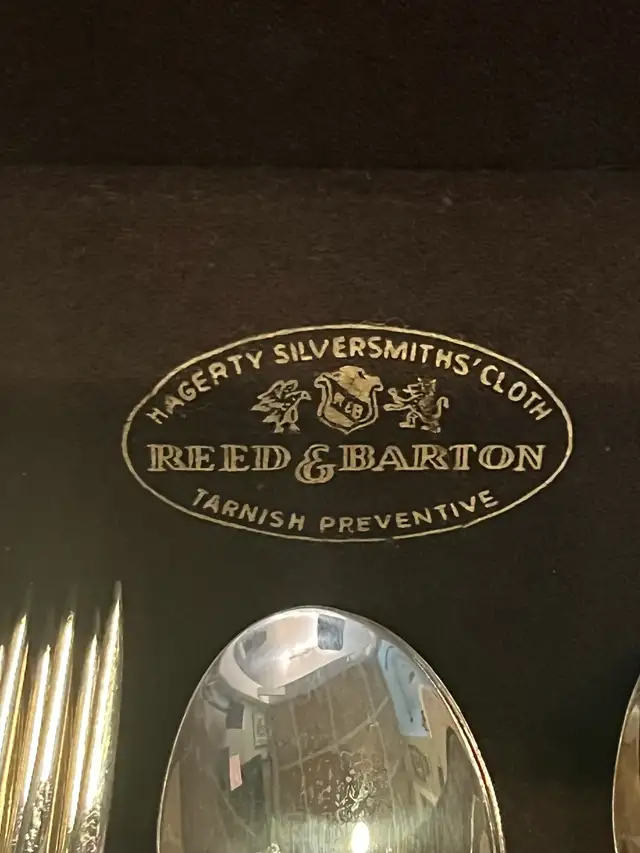 HAGERTY SILVERSMITHS' CLOTH
R&B
REED & BARTON
TARNISH PREVENTIVE